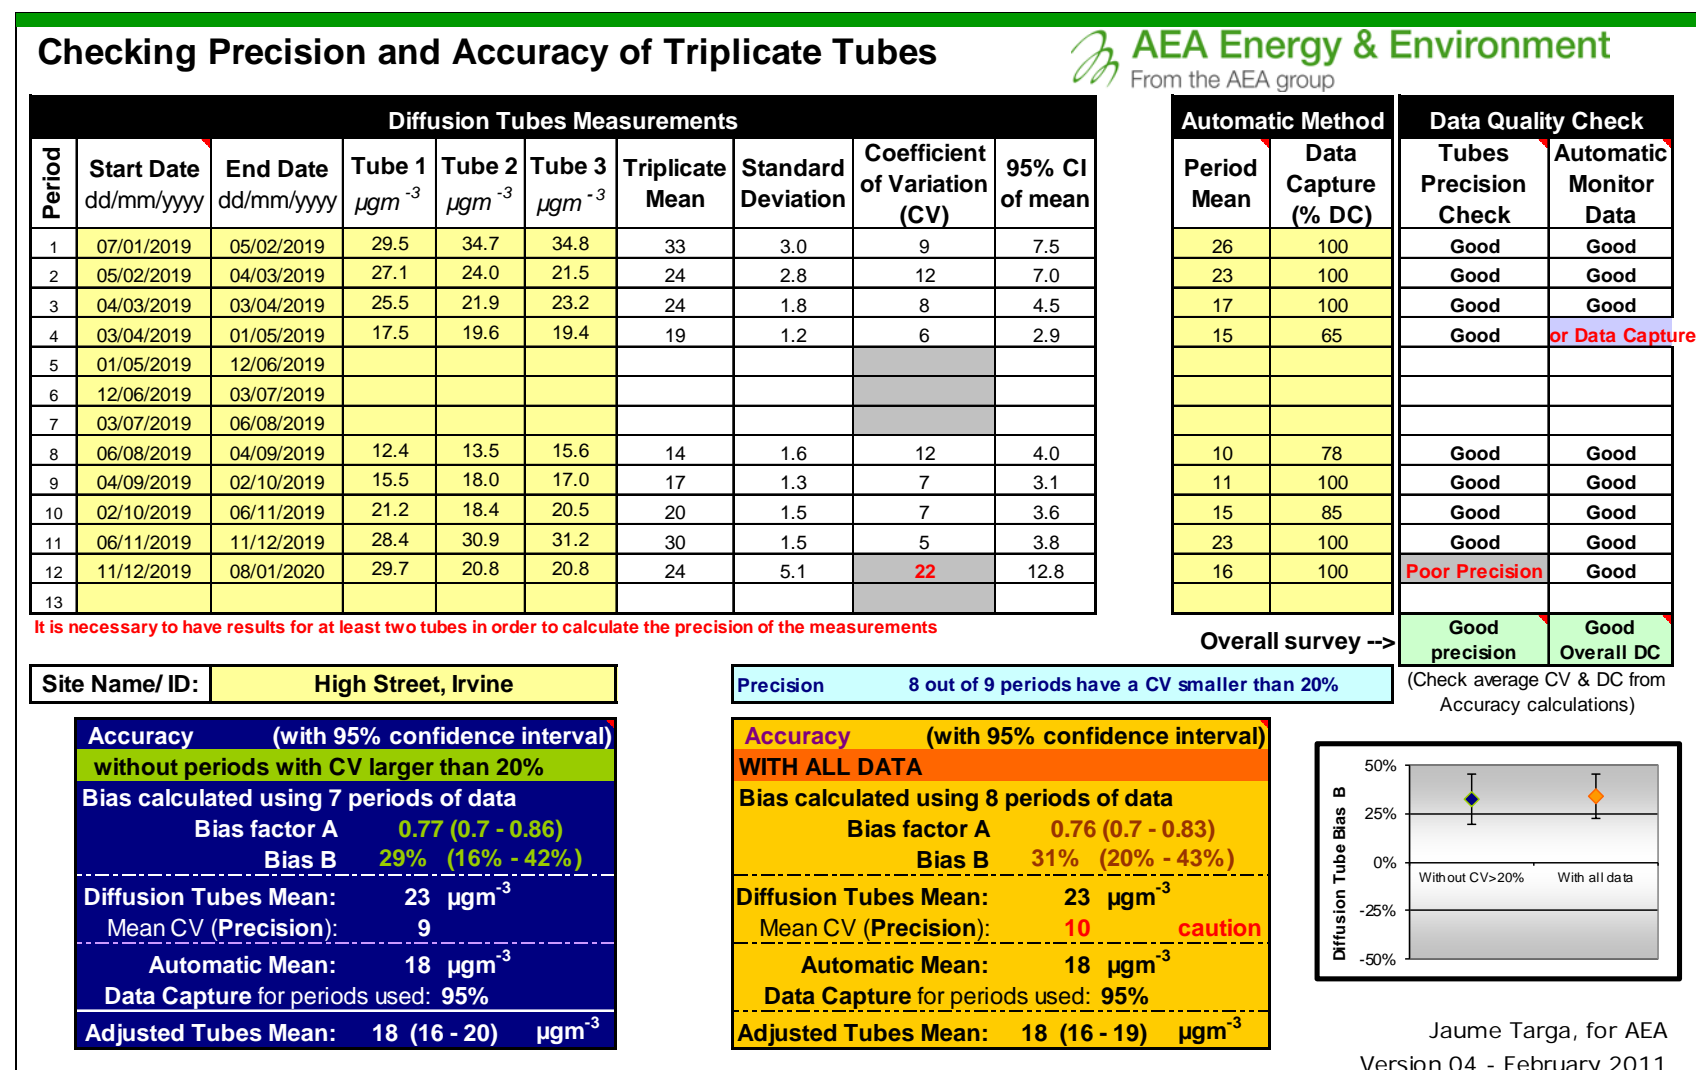 Checking Precision and Accuracy of Triplicate Tubes
AEA Energy & Environment
From the AEA group
Diffusion Tubes Measurements
Automatic Method
Data Quality Check
Period
Start Date dd/mm/yyyy
End Date dd/mm/yyyy
Tube 1 µgm -3
Tube 2 µgm -3
Tube 3 µgm -3
Triplicate Mean
Standard Deviation
Coefficient of Variation (CV)
95% CI of mean
Period Mean
Data Capture (% DC)
Tubes Precision Check
Automatic Monitor Data
1 07/01/2019 05/02/2019 29.5 34.7 34.8 33 3.0 9 7.5 26 100 Good Good
2 05/02/2019 04/03/2019 27.1 24.0 21.5 24 2.8 12 7.0 23 100 Good Good
3 04/03/2019 03/04/2019 25.5 21.9 23.2 24 1.8 8 4.5 17 100 Good Good
4 03/04/2019 01/05/2019 17.5 19.6 19.4 19 1.2 6 2.9 15 65 Good or Data Capture
5 01/05/2019 12/06/2019
6 12/06/2019 03/07/2019
7 03/07/2019 06/08/2019
8 06/08/2019 04/09/2019 12.4 13.5 15.6 14 1.6 12 4.0 10 78 Good Good
9 04/09/2019 02/10/2019 15.5 18.0 17.0 17 1.3 7 3.1 11 100 Good Good
10 02/10/2019 06/11/2019 21.2 18.4 20.5 20 1.5 7 3.6 15 85 Good Good
11 06/11/2019 11/12/2019 28.4 30.9 31.2 30 1.5 5 3.8 23 100 Good Good
12 11/12/2019 08/01/2020 29.7 20.8 20.8 24 5.1 22 12.8 16 100 Poor Precision Good
13
It is necessary to have results for at least two tubes in order to calculate the precision of the measurements
Overall survey -->
Good precision
Good Overall DC
(Check average CV & DC from
Accuracy calculations)
Site Name/ ID: High Street, Irvine
Precision 8 out of 9 periods have a CV smaller than 20%
Accuracy (with 95% confidence interval)
without periods with CV larger than 20%
Bias calculated using 7 periods of data
Bias factor A 0.77 (0.7 - 0.86)
Bias B 29% (16% - 42%)
Diffusion Tubes Mean: 23 µgm-3
Mean CV (Precision): 9
Automatic Mean: 18 µgm-3
Data Capture for periods used: 95%
Adjusted Tubes Mean: 18 (16 - 20) µgm-3
Accuracy (with 95% confidence interval)
WITH ALL DATA
Bias calculated using 8 periods of data
Bias factor A 0.76 (0.7 - 0.83)
Bias B 31% (20% - 43%)
Diffusion Tubes Mean: 23 µgm-3
Mean CV (Precision): 10 caution
Automatic Mean: 18 µgm-3
Data Capture for periods used: 95%
Adjusted Tubes Mean: 18 (16 - 19) µgm-3
Diffusion Tube Bias B
50%
25%
0%
-25%
-50%
Without CV>20%
With all data
Jaume Targa, for AEA
Version 04 - February 2011